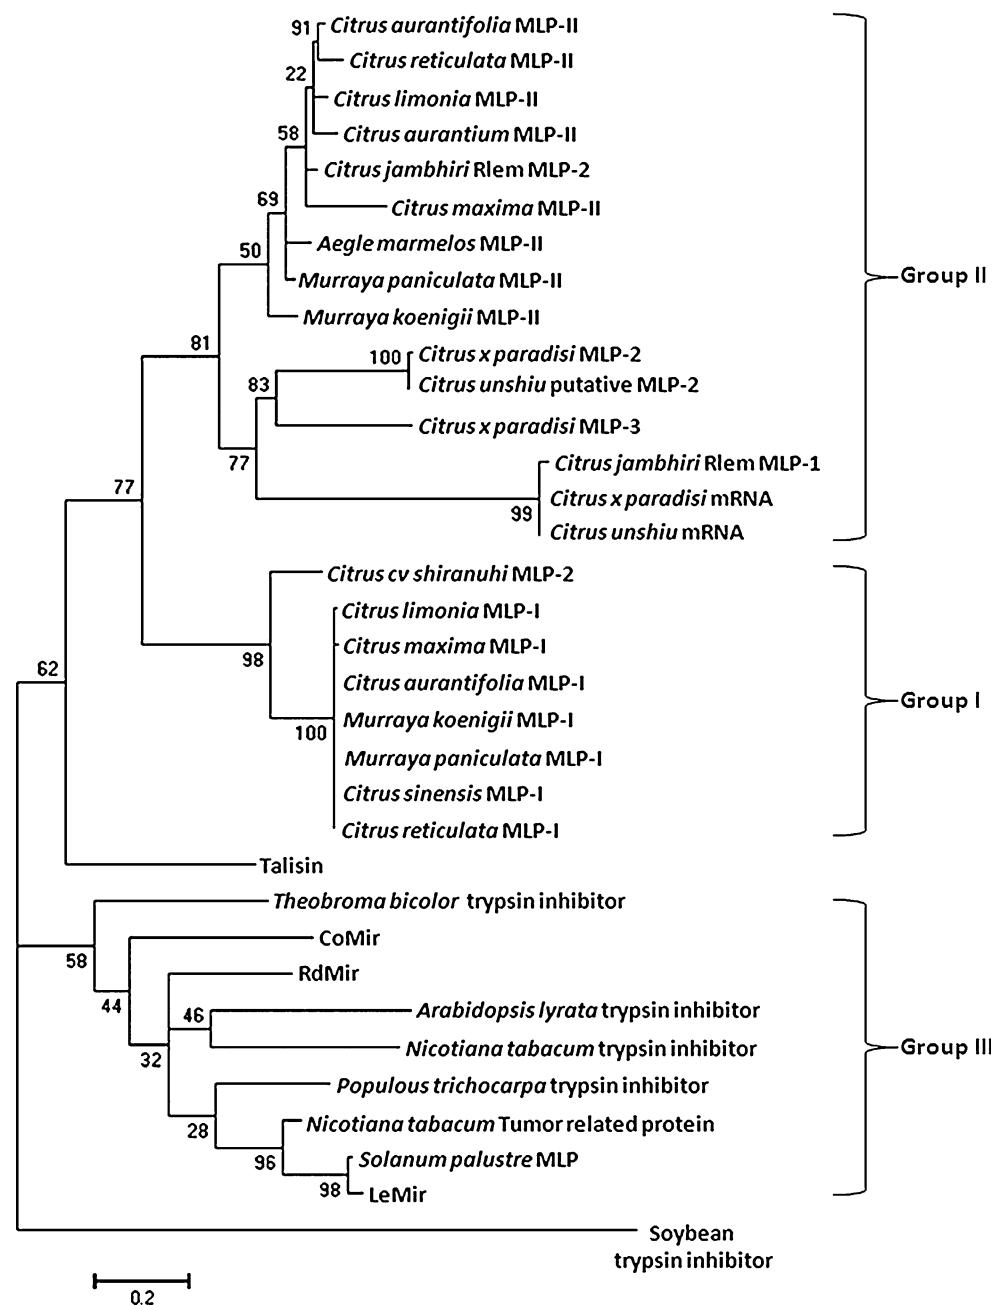 91
Citrus aurantifolia MLP-II
Citrus reticulata MLP-II
22
Citrus limonia MLP-II
Citrus aurantium MLP-II
58
Citrus jambhiri Rlem MLP-2
69
Citrus maxima MLP-II
Aegle marmelos MLP-II
50
Murraya paniculata MLP-II
Group II
Murraya koenigii MLP-II
81
100
Citrus x paradisi MLP-2
Citrus unshiu putative MLP-2
83
Citrus x paradisi MLP-3
77
Citrus jambhiri Rlem MLP-1
77
Citrus x paradisi mRNA
99
Citrus unshiu mRNA
Citrus cv shiranuhi MLP-2
Citrus limonia MLP-I
Citrus maxima MLP-I
98
62
Citrus aurantifolia MLP-I
Group I
Murraya koenigii MLP-I
100
Murraya paniculata MLP-I
Citrus sinensis MLP-I
Citrus reticulata MLP-I
Talisin
Theobroma bicolor trypsin inhibitor
CoMir
58
RdMir
44
46
Arabidopsis lyrata trypsin inhibitor
Nicotiana tabacum trypsin inhibitor
Group III
32
Populous trichocarpa trypsin inhibitor
28
Nicotiana tabacum Tumor related protein
96
Solanum palustre MLP
98
LeMir
Soybean
trypsin inhibitor
0.2